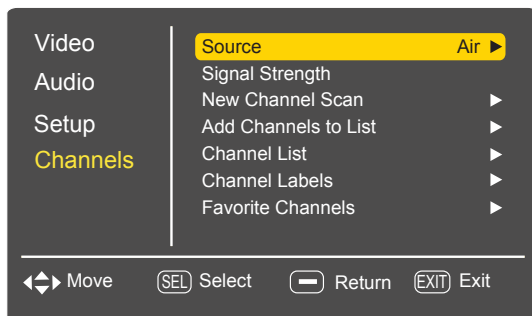 Video
Audio
Setup
Channels
Source Air
Signal Strength
New Channel Scan
Add Channels to List
Channel List
Channel Labels
Favorite Channels
Move SEL Select Return EXIT Exit